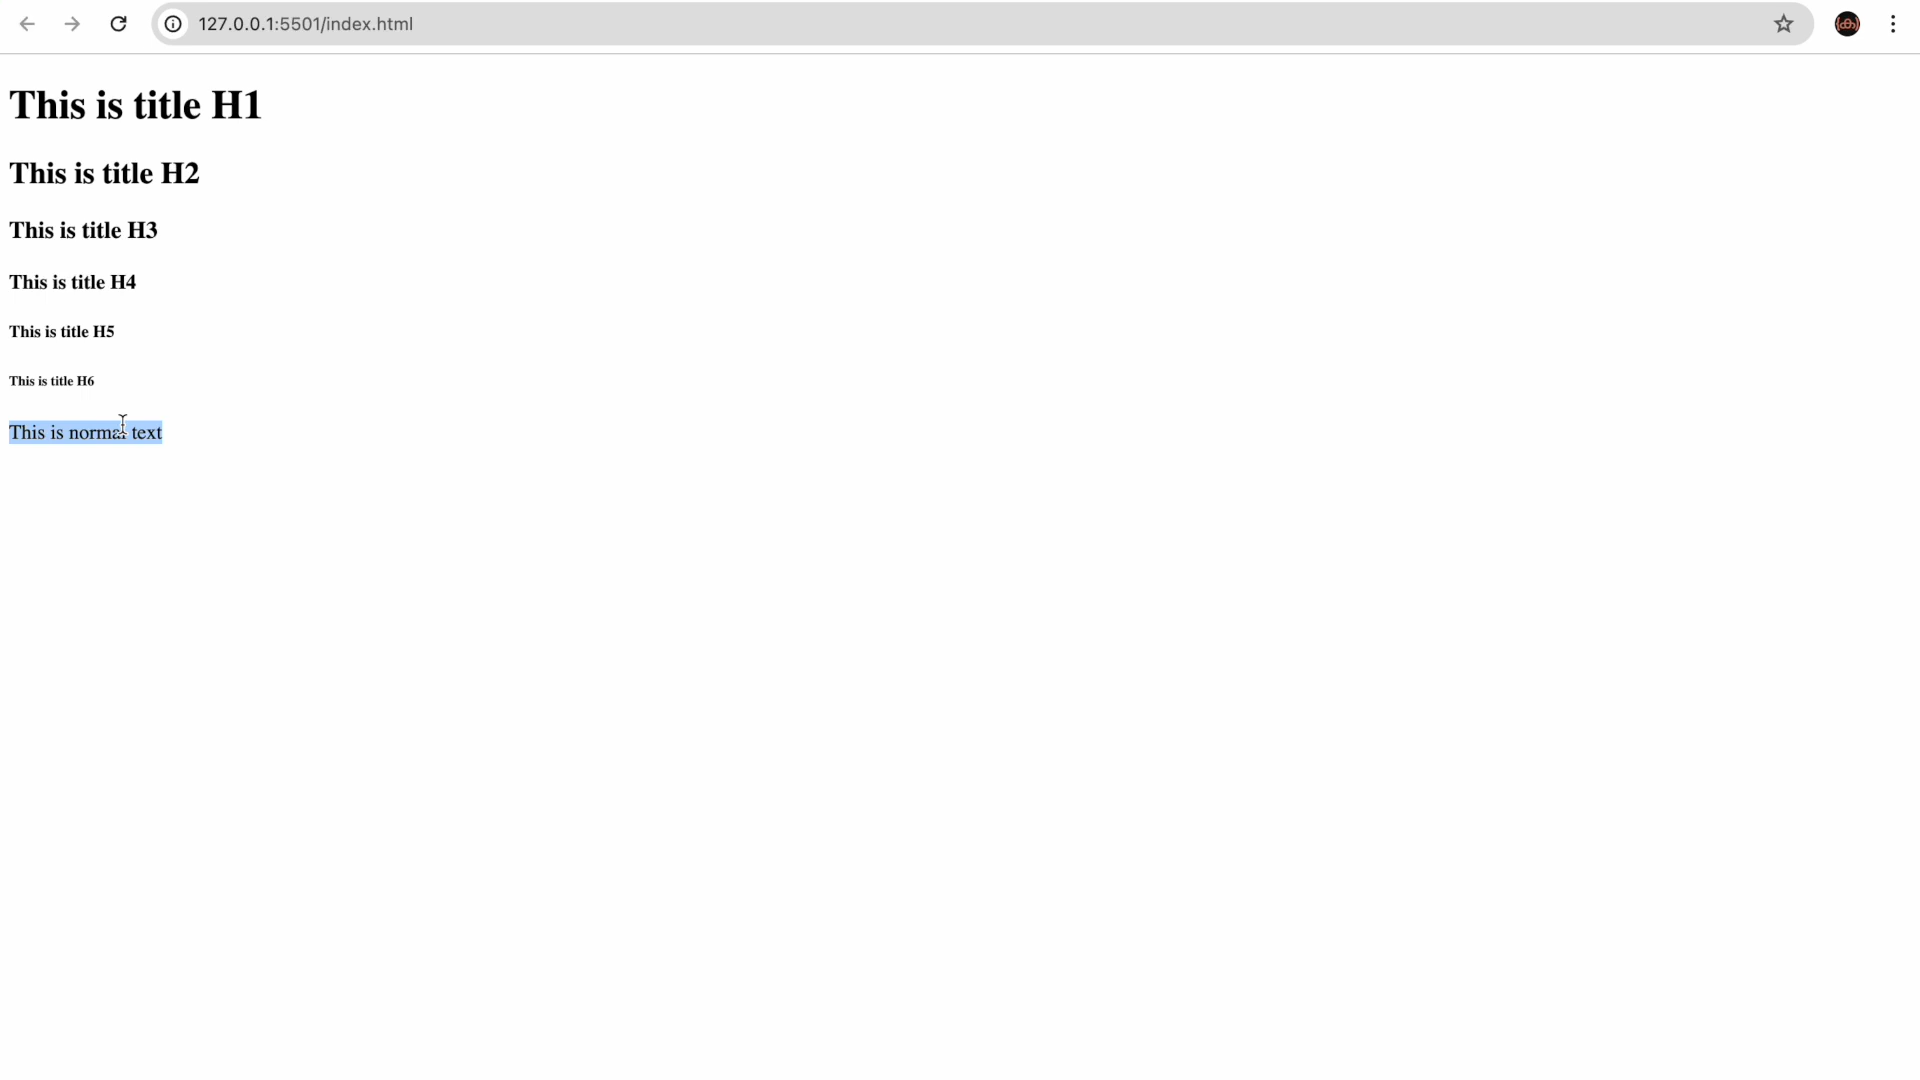 127.0.0.1:5501/index.html
This is title H1
This is title H2
This is title H3
This is title H4
This is title H5
This is title H6
This is normal text